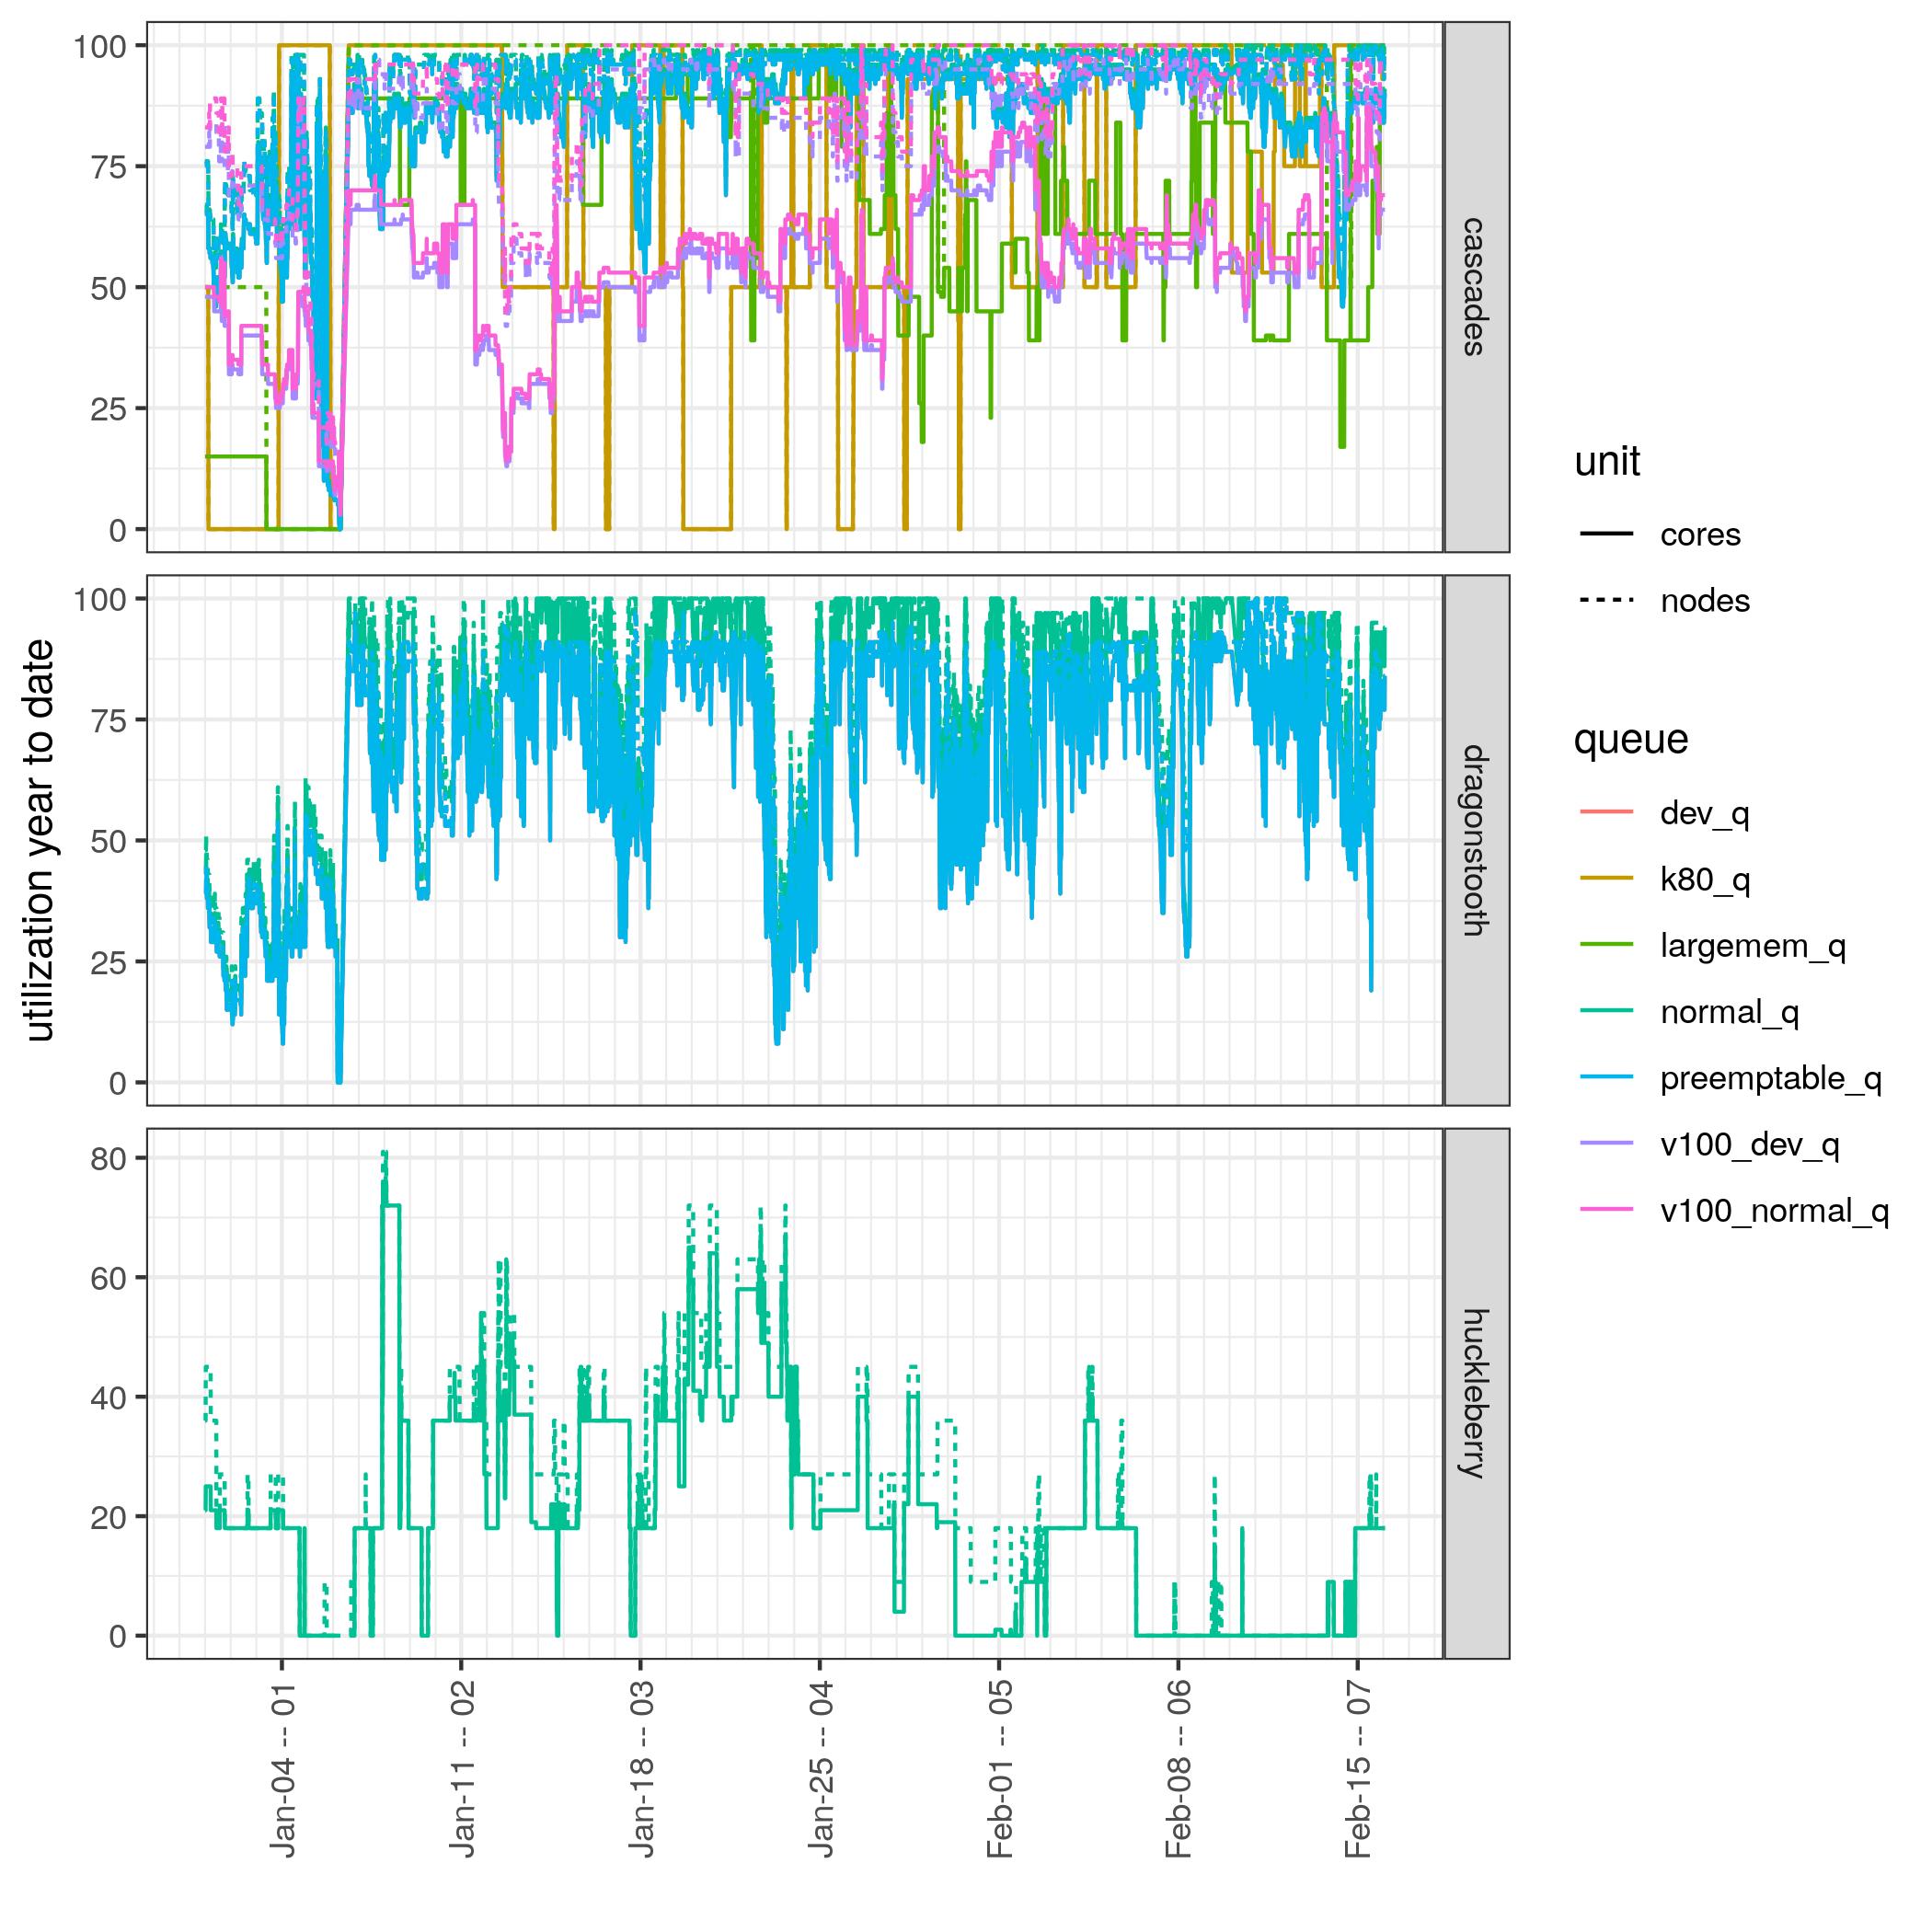 utilization year to date
100
75
50
25
0
cascades
100
75
50
25
0
dragonstooth
80
60
40
20
0
huckleberry
Jan-04 -- 01
Jan-11 -- 02
Jan-18 -- 03
Jan-25 -- 04
Feb-01 -- 05
Feb-08 -- 06
Feb-15 -- 07
unit
cores
nodes
queue
dev_q
k80_q
largemem_q
normal_q
preemptable_q
v100_dev_q
v100_normal_q